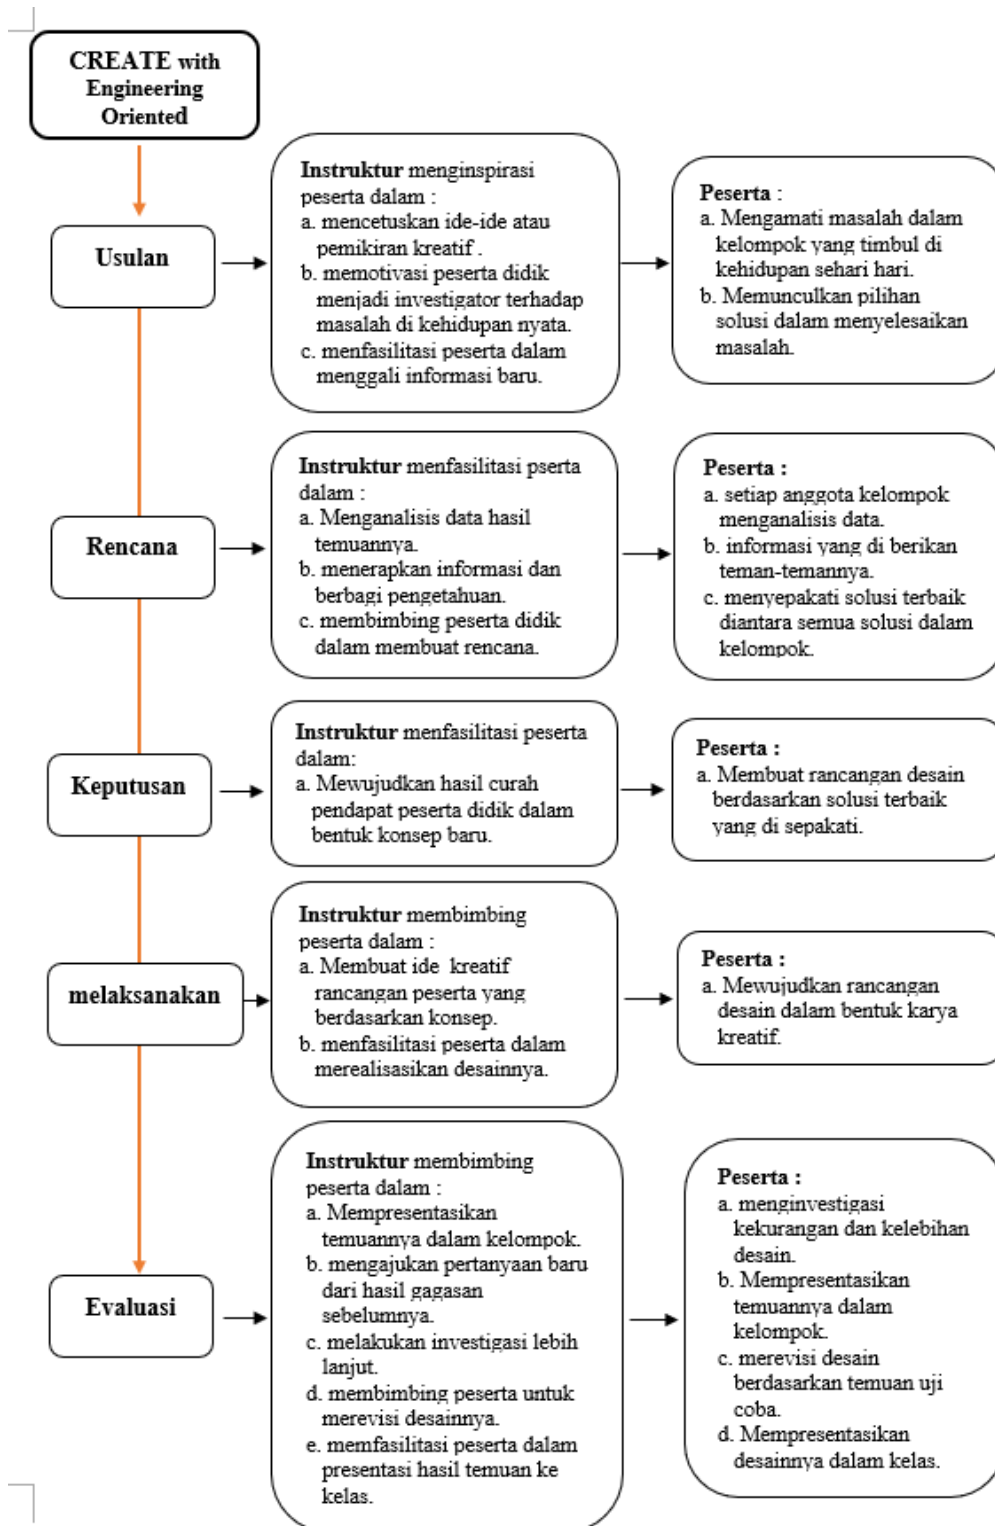 CREATE with
Engineering
Oriented
Usulan
Instruktur menginspirasi
peserta dalam :
a. mencetuskan ide-ide atau
pemikiran kreatif .
b. memotivasi peserta didik
menjadi investigator terhadap
masalah di kehidupan nyata.
c. menfasilitasi peserta dalam
menggali informasi baru.
Peserta :
a. Mengamati masalah dalam
kelompok yang timbul di
kehidupan sehari hari.
b. Memunculkan pilihan
solusi dalam menyelesaikan
masalah.
Rencana
Instruktur menfasilitasi pserta
dalam :
a. Menganalisis data hasil
temuannya.
b. menerapkan informasi dan
berbagi pengetahuan.
c. membimbing peserta didik
dalam membuat rencana.
Peserta :
a. setiap anggota kelompok
menganalisis data.
b. informasi yang di berikan
teman-temannya.
c. menyepakati solusi terbaik
diantara semua solusi dalam
kelompok.
Keputusan
Instruktur menfasilitasi peserta
dalam:
a. Mewujudkan hasil curah
pendapat peserta didik dalam
bentuk konsep baru.
Peserta :
a. Membuat rancangan desain
berdasarkan solusi terbaik
yang di sepakati.
melaksanakan
Instruktur membimbing
peserta dalam :
a. Membuat ide kreatif
rancangan peserta yang
berdasarkan konsep.
b. menfasilitasi peserta dalam
merealisasikan desainnya.
Peserta :
a. Mewujudkan rancangan
desain dalam bentuk karya
kreatif.
Evaluasi
Instruktur membimbing
peserta dalam :
a. Mempresentasikan
temuannya dalam kelompok.
b. mengajukan pertanyaan baru
dari hasil gagasan
sebelumnya.
c. melakukan investigasi lebih
lanjut.
d. membimbing peserta untuk
merevisi desainnya.
e. memfasilitasi peserta dalam
presentasi hasil temuan ke
kelas.
Peserta :
a. menginvestigasi
kekurangan dan kelebihan
desain.
b. Mempresentasikan
temuannya dalam
kelompok.
c. merevisi desain
berdasarkan temuan uji
coba.
d. Mempresentasikan
desainnya dalam kelas.